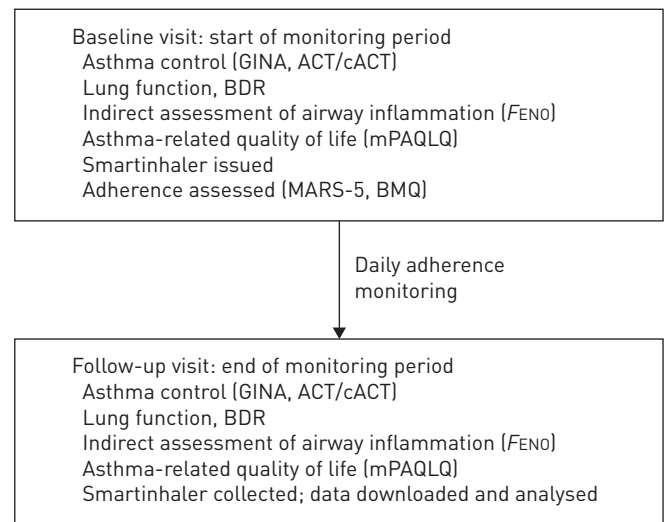 Baseline visit: start of monitoring period
Asthma control (GINA, ACT/cACT)
Lung function, BDR
Indirect assessment of airway inflammation (FENO)
Asthma-related quality of life (mPAQLQ)
Smartinhaler issued
Adherence assessed (MARS-5, BMQ)
Daily adherence
monitoring
Follow-up visit: end of monitoring period
Asthma control (GINA, ACT/cACT)
Lung function, BDR
Indirect assessment of airway inflammation (FENO)
Asthma-related quality of life (mPAQLQ)
Smartinhaler collected; data downloaded and analysed